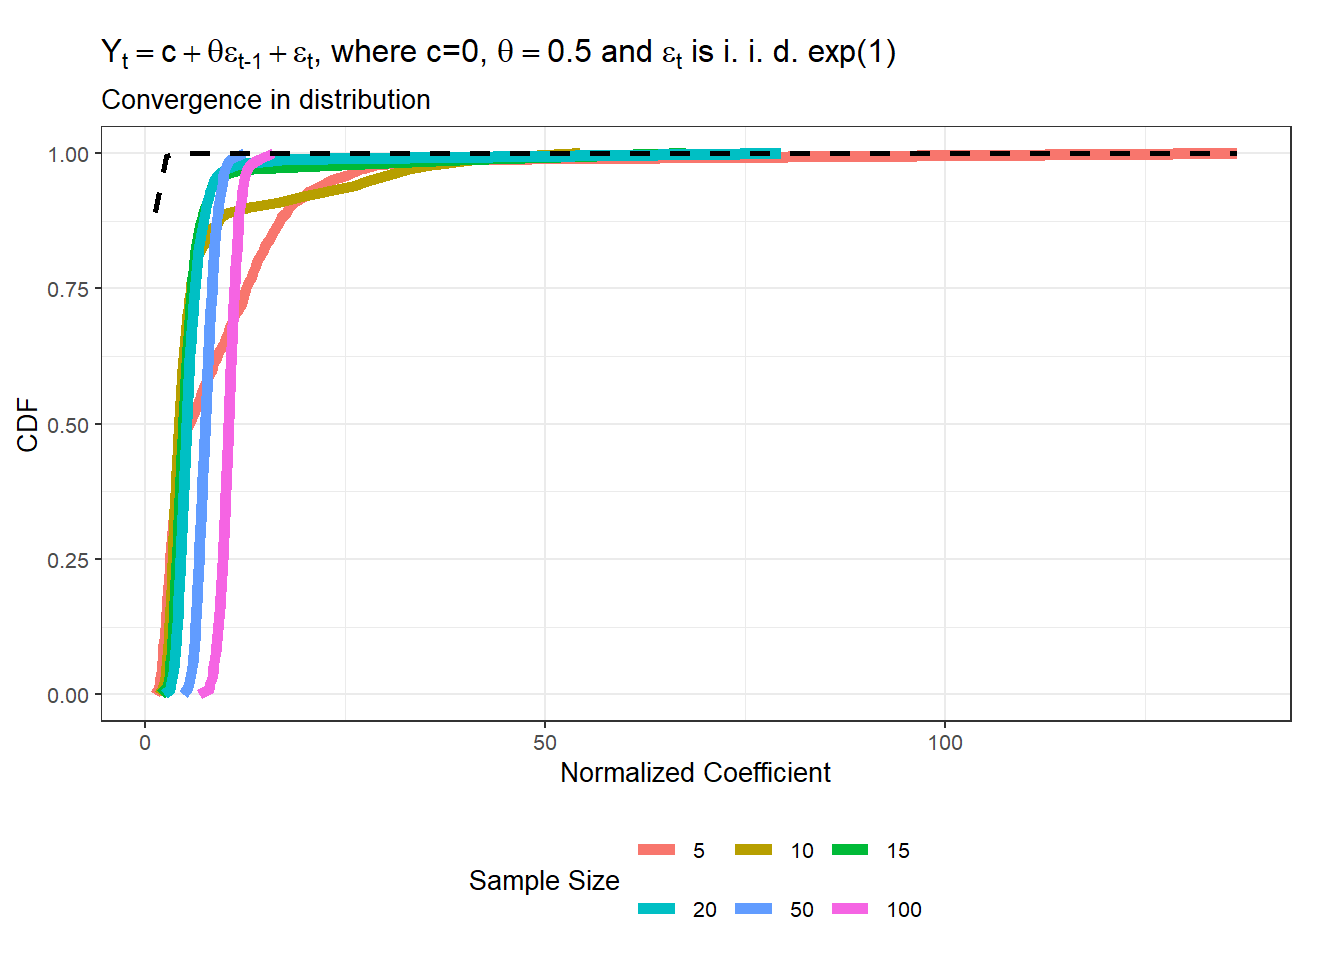 Yt = c + θεt-1 + εt, where c=0, θ = 0.5 and εt is i. i. d. exp(1)
Convergence in distribution
1.00
0.75
0.50
0.25
0.00
CDF
0 50 100
Normalized Coefficient
Sample Size
5 10 15
20 50 100